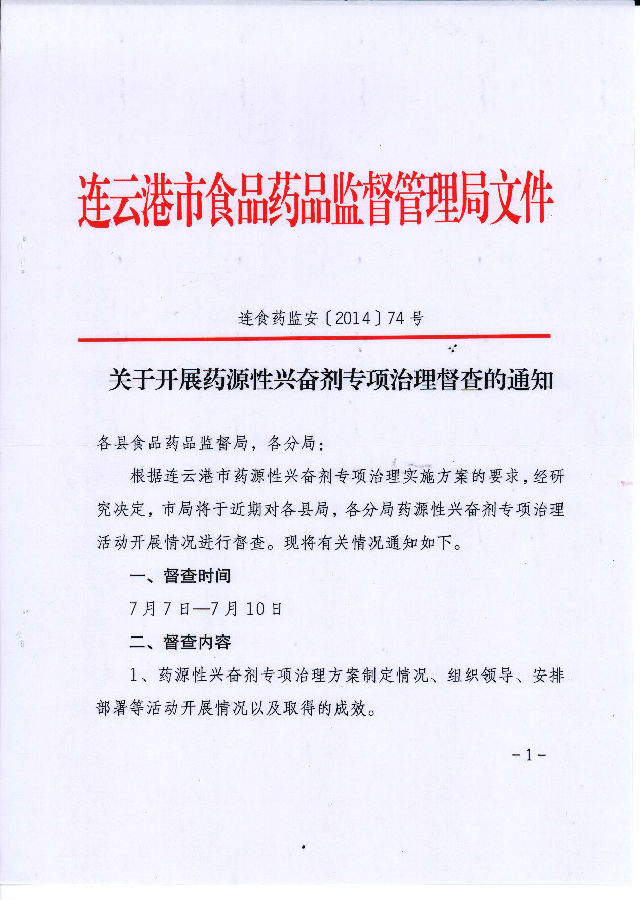 连云港市食品药品监督管理局文件
连食药监安〔2014〕74号
关于开展药源性兴奋剂专项治理督查的通知
各县食品药品监督局，各分局：
根据连云港市药源性兴奋剂专项治理实施方案的要求，经研
究决定，市局将于近期对各县局，各分局药源性兴奋剂专项治理
活动开展情况进行督查。现将有关情况通知如下。
一、督查时间
7月7日—7月10日
二、督查内容
1、药源性兴奋剂专项治理方案制定情况、组织领导、安排
部署等活动开展情况以及取得的成效。
-1-